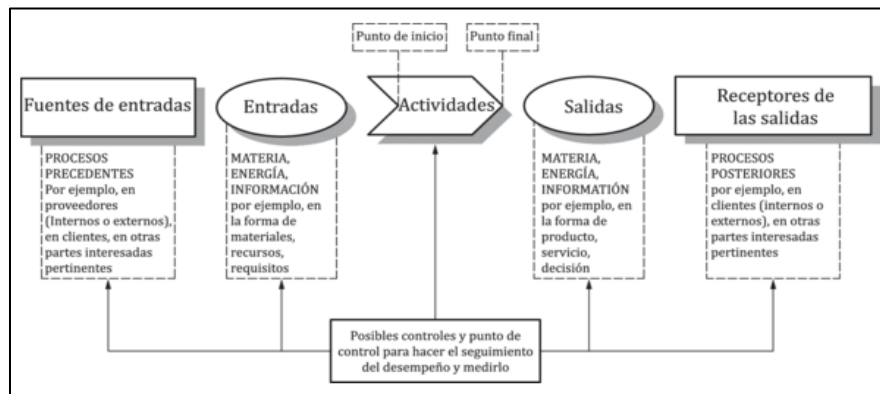 Punto de inicio
Punto final
Fuentes de entradas
Entradas
Actividades
Salidas
Receptores de
las salidas
PROCESOS
PRECEDENTES
Por ejemplo, en
proveedores
(Internos o externos),
en clientes, en otras
partes interesadas
pertinentes
MATERIA,
ENERGÍA,
INFORMACIÓN
por ejemplo, en
la forma de
materiales,
recursos,
requisitos
MATERIA,
ENERGÍA,
INFORMATIÓN
por ejemplo, en
la forma de
producto,
servicio,
decisión
PROCESOS
POSTERIORES
por ejemplo, en
clientes (internos o
externos), en otras
partes interesadas
pertinentes
Posibles controles y punto de
control para hacer el seguimiento
del desempeño y medirlo